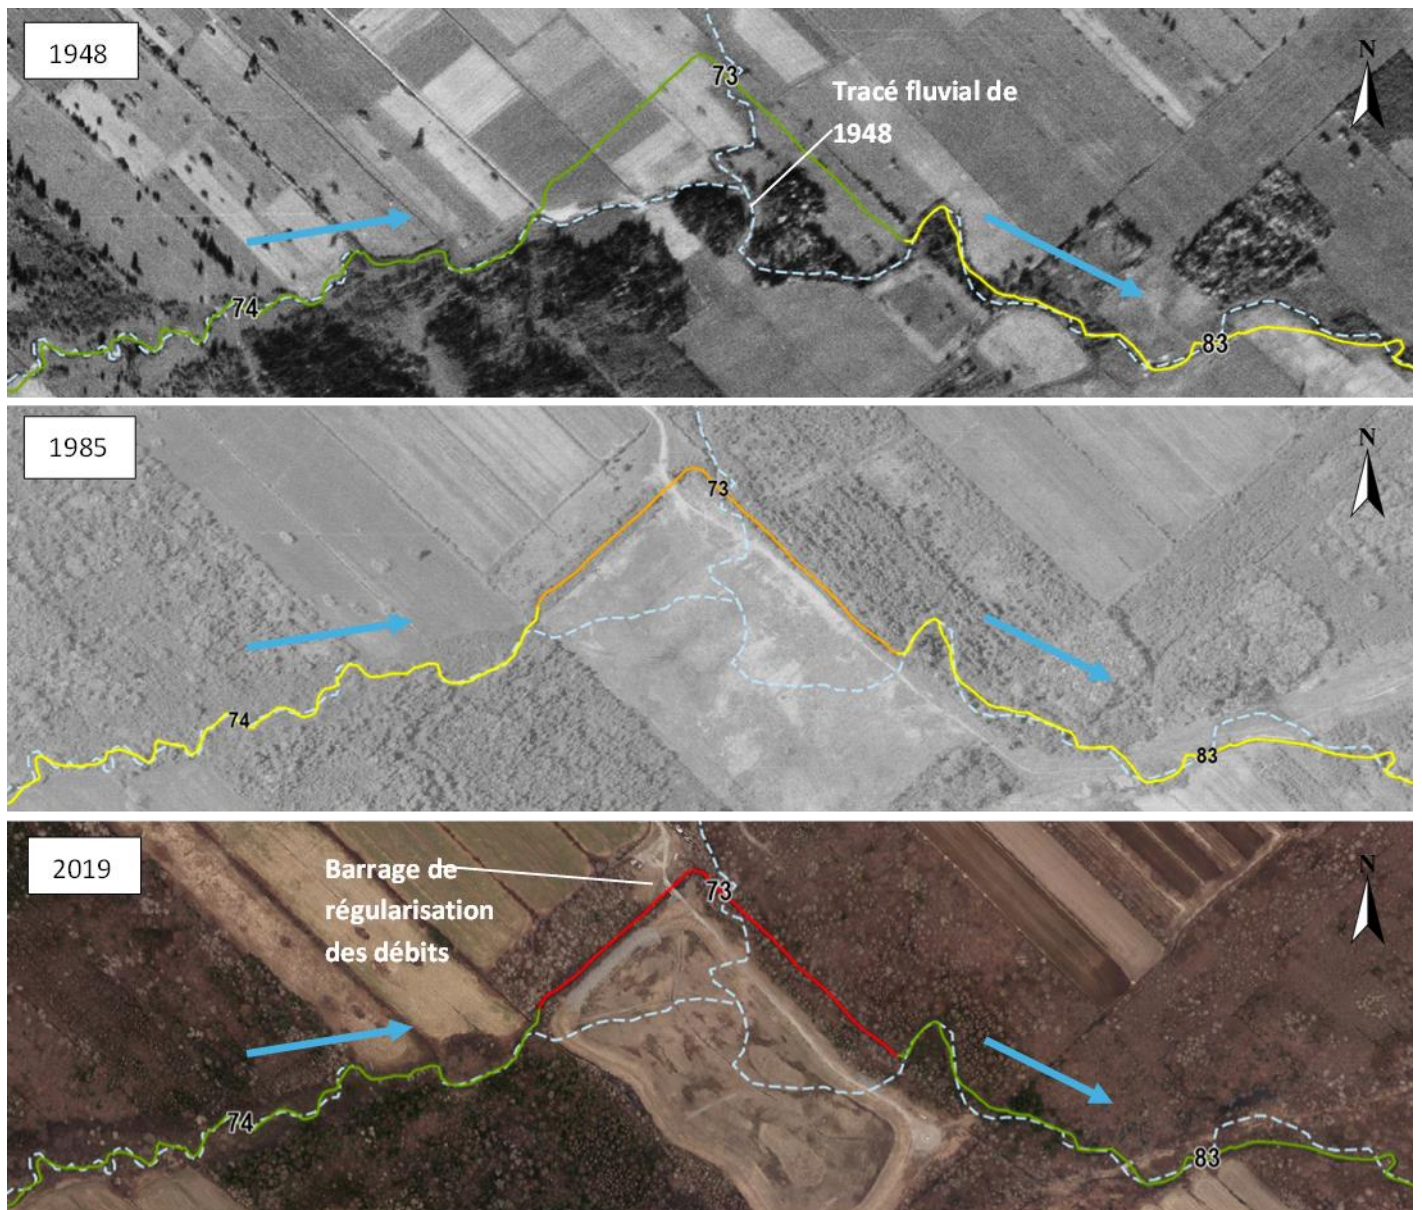 1948
N
73
Tracé fluvial de
1948
74
83
1985
N
73
74
83
2019
N
Barrage de
régularisation
des débits
73
74
83